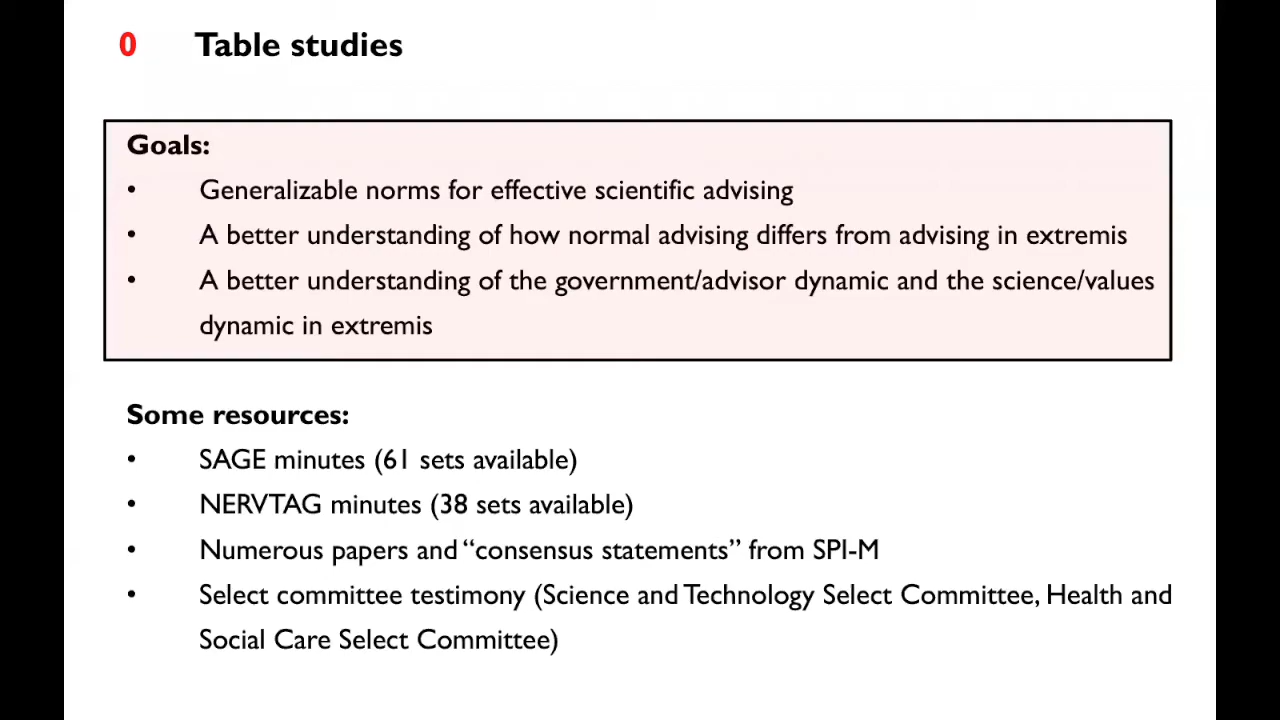 0 Table studies
Goals:
• Generalizable norms for effective scientific advising
• A better understanding of how normal advising differs from advising in extremis
• A better understanding of the government/advisor dynamic and the science/values
dynamic in extremis
Some resources:
• SAGE minutes (61 sets available)
• NERVTAG minutes (38 sets available)
• Numerous papers and “consensus statements” from SPI-M
• Select committee testimony (Science and Technology Select Committee, Health and
Social Care Select Committee)